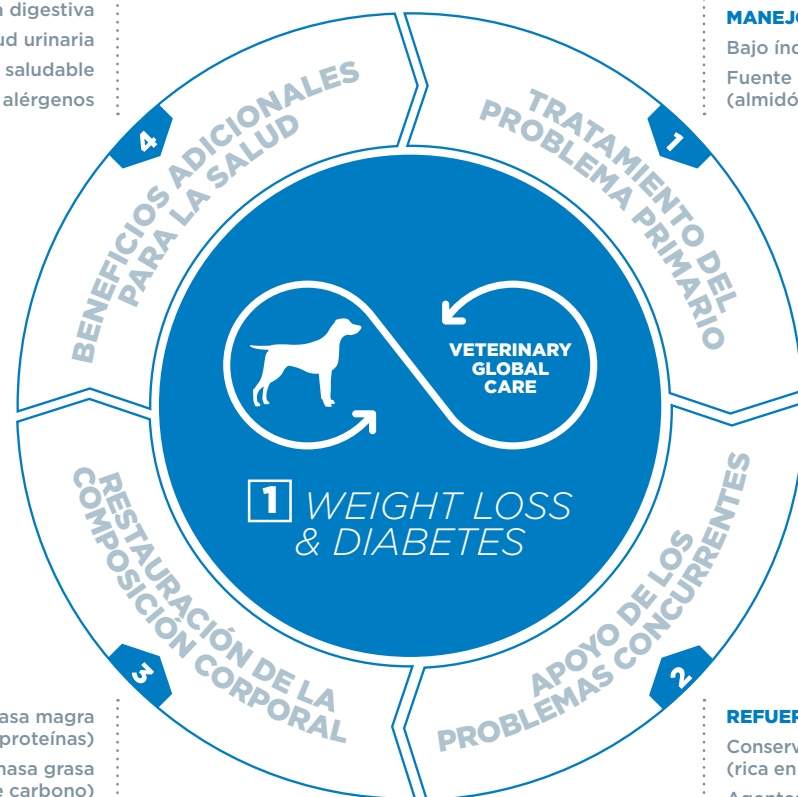 digestiva
ud urinaria
saludable
alérgenos
MANEJO
Bajo índ
Fuente
(almidó
4
BENEFICIOS ADICIONALES
PARA LA SALUD
1
TRATAMIENTO DEL
PROBLEMA PRIMARIO
VETERINARY
GLOBAL
CARE
1 WEIGHT LOSS
& DIABETES
3
RESTAURACIÓN DE LA
COMPOSICIÓN CORPORAL
2
APOYO DE LOS
PROBLEMAS CONCURRENTES
asa magra
proteínas)
masa grasa
e carbono)
REFUER
Conserv
(rica en
Agentes